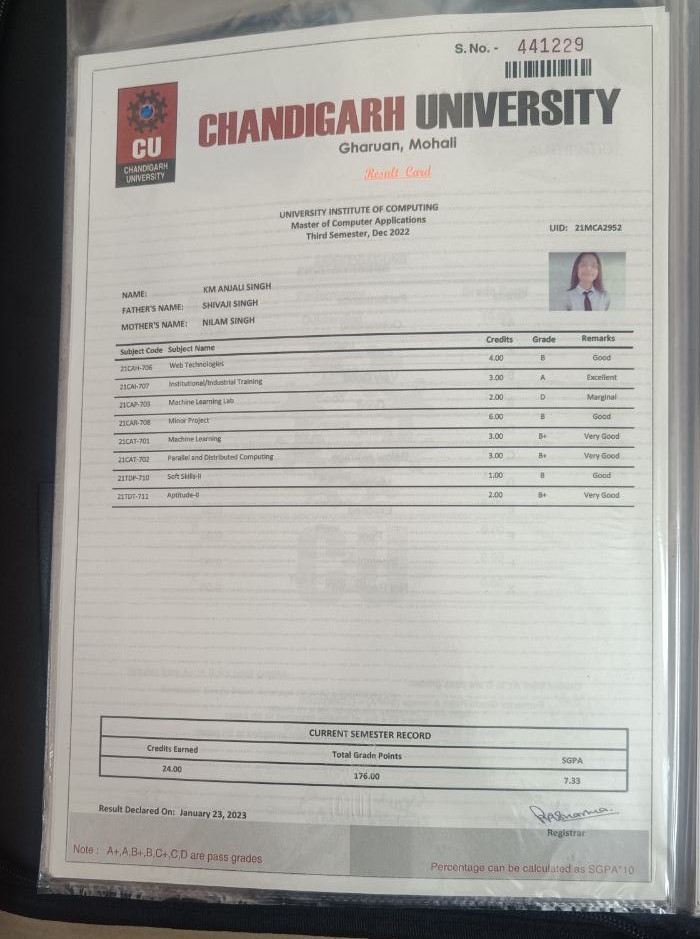 S. No. - 441229
CU
CHANDIGARH
UNIVERSITY
CHANDIGARH UNIVERSITY
Gharuan, Mohali
Result Card
UNIVERSITY INSTITUTE OF COMPUTING
Master of Computer Applications
Third Semester, Dec 2022
UID: 21MCA2952
NAME: KM ANJALI SINGH
FATHER'S NAME: SHIVAJI SINGH
MOTHER'S NAME: NILAM SINGH
Subject Code Subject Name Credits Grade Remarks
21CAH-706 Web Technologies 4.00 B Good
21CAI-707 Institutional/Industrial Training 3.00 A Excellent
21CAP-703 Machine Learning Lab 2.00 D Marginal
21CAR-708 Minor Project 6.00 B Good
21CAT-701 Machine Learning 3.00 B+ Very Good
21CAT-702 Parallel and Distributed Computing 3.00 B+ Very Good
21TDP-710 Soft Skills-II 1.00 B Good
21TDT-711 Aptitude-II 2.00 B+ Very Good
CURRENT SEMESTER RECORD
Credits Earned Total Grade Points SGPA
24.00 176.00 7.33
Result Declared On: January 23, 2023
Registrar
Note : A+,A,B+,B,C+,C,D are pass grades
Percentage can be calculated as SGPA*10